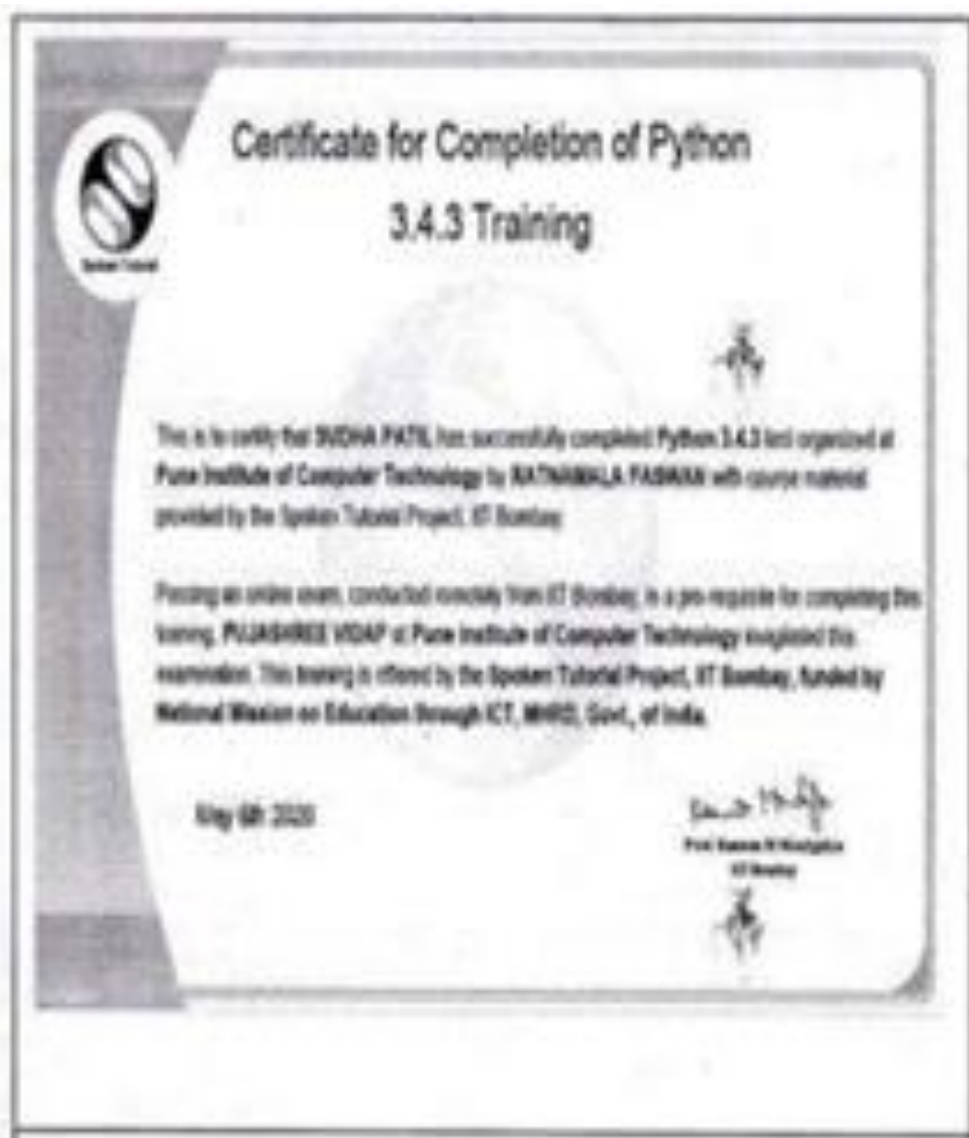 Certificate for Completion of Python
3.4.3 Training
Spoken Tutorial
This is to certify that SUDHA PATIL has successfully completed Python 3.4.3 test organized at
Pune Institute of Computer Technology by RATNAMALA PASWAN with course material
provided by the Spoken Tutorial Project, IIT Bombay.
Passing an online exam, conducted remotely from IIT Bombay, is a pre-requisite for completing this
training. PUJASHREE VIDAP at Pune Institute of Computer Technology invigilated this
examination. This training is offered by the Spoken Tutorial Project, IIT Bombay, funded by
National Mission on Education through ICT, MHRD, Govt., of India.
May 6th 2020
Prof.
IIT Bombay